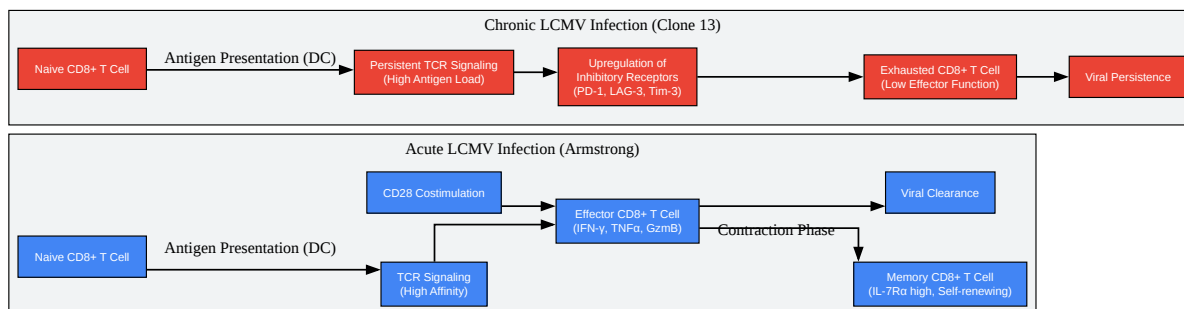 Chronic LCMV Infection (Clone 13)
Naive CD8+ T Cell
Antigen Presentation (DC)
Persistent TCR Signaling
(High Antigen Load)
Upregulation of
Inhibitory Receptors
(PD-1, LAG-3, Tim-3)
Exhausted CD8+ T Cell
(Low Effector Function)
Viral Persistence
Acute LCMV Infection (Armstrong)
CD28 Costimulation
Effector CD8+ T Cell
(IFN-γ, TNFα, GzmB)
Viral Clearance
Contraction Phase
Naive CD8+ T Cell
Antigen Presentation (DC)
TCR Signaling
(High Affinity)
Memory CD8+ T Cell
(IL-7Rα high, Self-renewing)